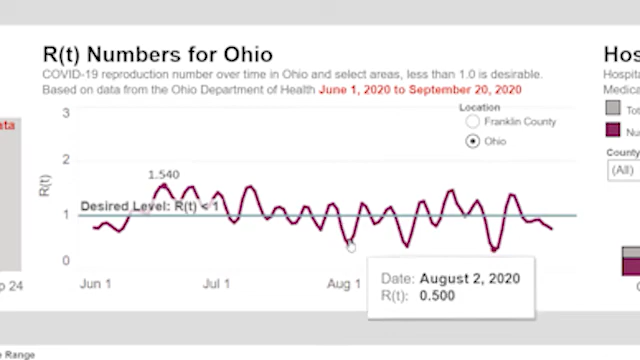 R(t) Numbers for Ohio
COVID-19 reproduction number over time in Ohio and select areas, less than 1.0 is desirable.
Based on data from the Ohio Department of Health June 1, 2020 to September 20, 2020
Location
Franklin County
Ohio
3
2
1
0
R(t)
1.540
Desired Level: R(t) < 1
Jun 1
Jul 1
Aug 1
Date: August 2, 2020
R(t): 0.500
ata
p 24
e Range
Hos
Hospita
Medica
Tot
Nu
County
(All)